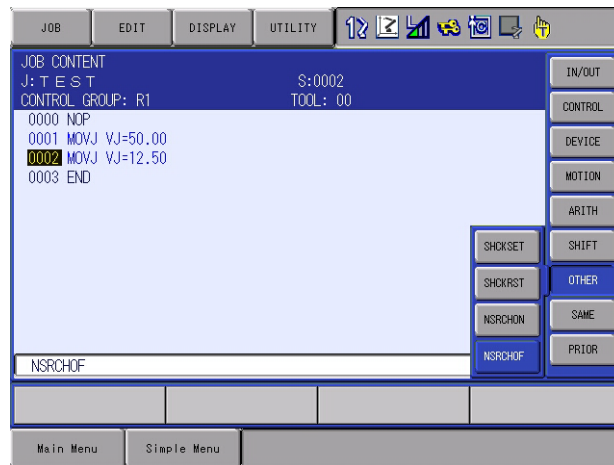 JOB EDIT DISPLAY UTILITY
JOB CONTENT
J:TEST S:0002
CONTROL GROUP: R1 TOOL: 00
0000 NOP
0001 MOVJ VJ=50.00
0002 MOVJ VJ=12.50
0003 END
IN/OUT
CONTROL
DEVICE
MOTION
ARITH
SHIFT
OTHER
SAME
PRIOR
SHCKSET
SHCKRST
NSRCHON
NSRCHOF
NSRCHOF
Main Menu Simple Menu